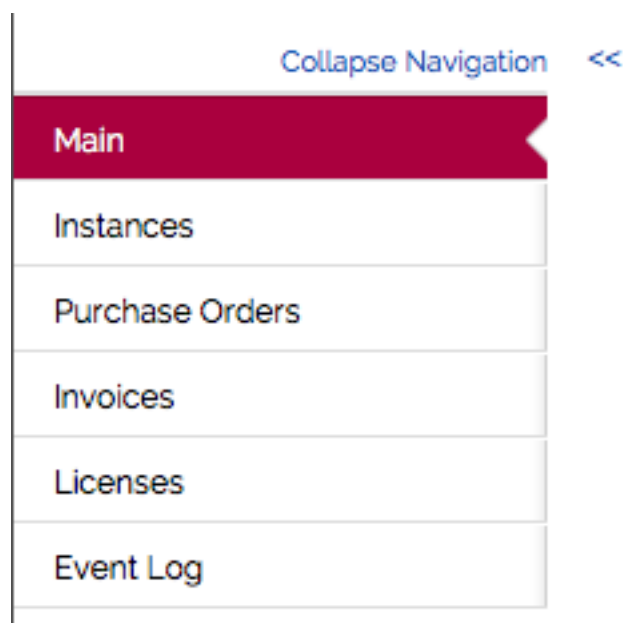 Collapse Navigation <<
Main
Instances
Purchase Orders
Invoices
Licenses
Event Log